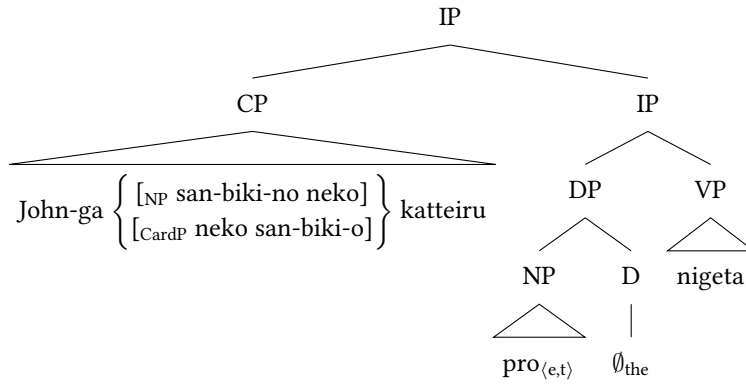 IP
CP IP
John-ga { [NP san-biki-no neko] [CardP neko san-biki-o] } katteiru
DP VP
NP D nigeta
pro⟨e,t⟩ ∅the